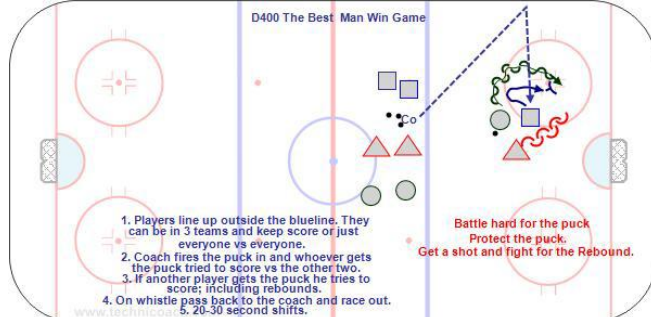 D400 The Best Man Win Game
Co
1. Players line up outside the blueline. They
can be in 3 teams and keep score or just
everyone vs everyone.
2. Coach fires the puck in and whoever gets
the puck tried to score vs the other two.
3. If another player gets the puck he tries to
score; including rebounds.
4. On whistle pass back to the coach and race out.
5. 20-30 second shifts.
Battle hard for the puck
Protect the puck.
Get a shot and fight for the Rebound.